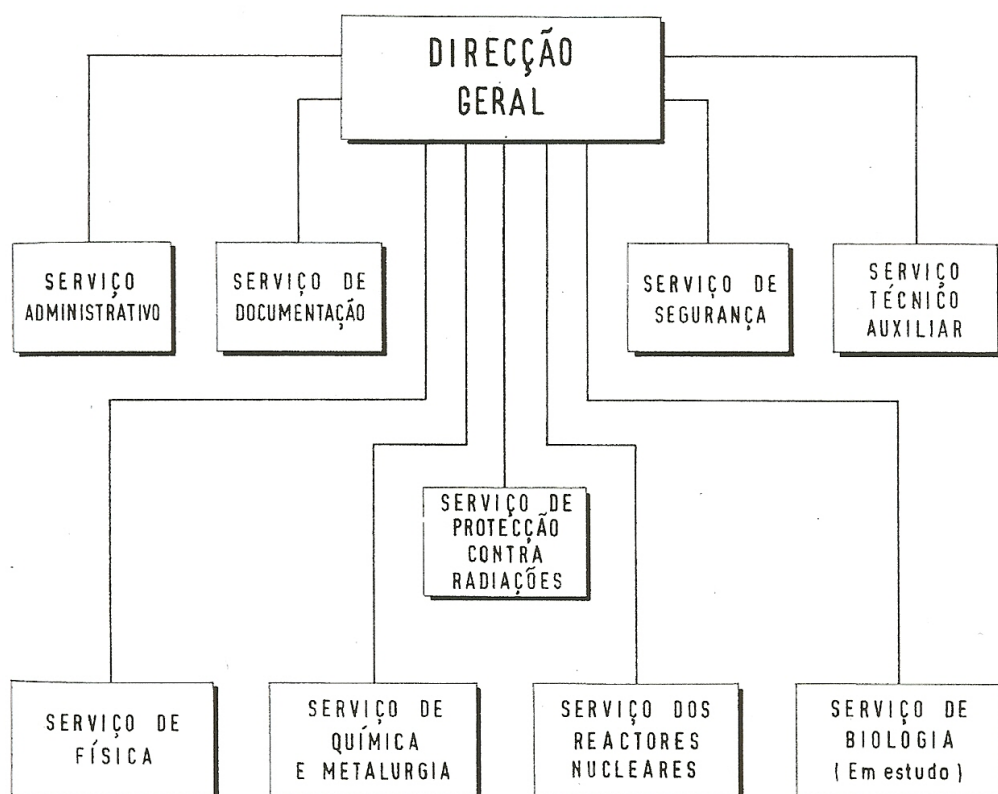 DIRECÇÃO
GERAL
SERVIÇO
ADMINISTRATIVO
SERVIÇO DE
DOCUMENTAÇÃO
SERVIÇO DE
SEGURANÇA
SERVIÇO
TÉCNICO
AUXILIAR
SERVIÇO DE
PROTECÇÃO
CONTRA
RADIAÇÕES
SERVIÇO DE
FÍSICA
SERVIÇO DE
QUÍMICA
E METALURGIA
SERVIÇO DOS
REACTORES
NUCLEARES
SERVIÇO DE
BIOLOGIA
( Em estudo )